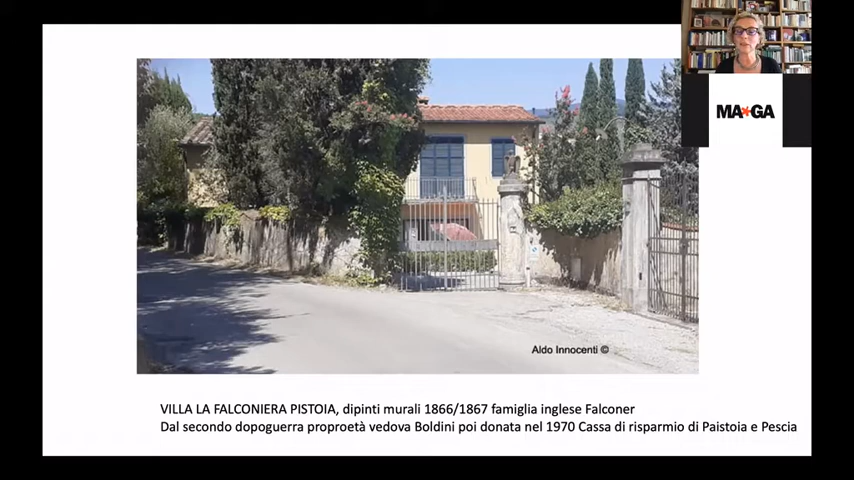 MA*GA
Aldo Innocenti ©
VILLA LA FALCONIERA PISTOIA, dipinti murali 1866/1867 famiglia inglese Falconer
Dal secondo dopoguerra proproetà vedova Boldini poi donata nel 1970 Cassa di risparmio di Paistoia e Pescia